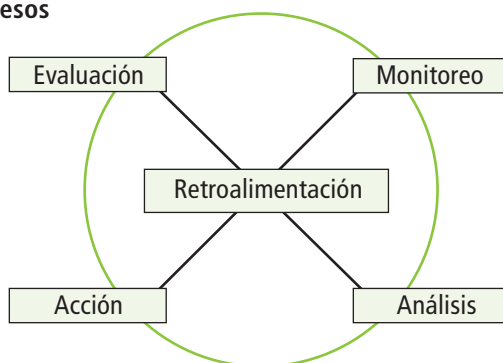 esos
Evaluación
Monitoreo
Retroalimentación
Acción
Análisis